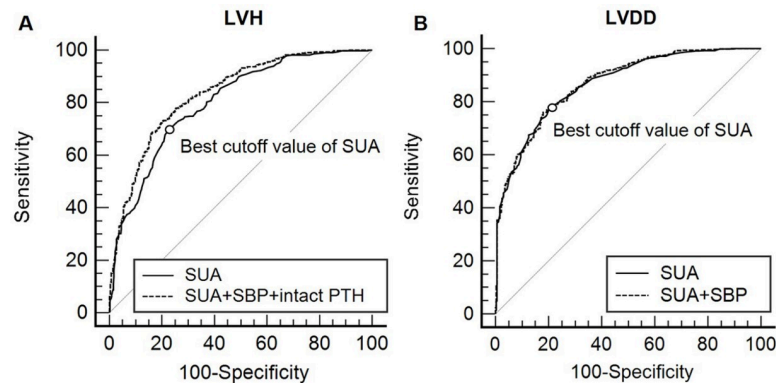 A
LVH
100
80
60
40
20
0
Sensitivity
Best cutoff value of SUA
SUA
SUA+SBP+intact PTH
0 20 40 60 80 100
100-Specificity
B
LVDD
100
80
60
40
20
0
Sensitivity
Best cutoff value of SUA
SUA
SUA+SBP
0 20 40 60 80 100
100-Specificity